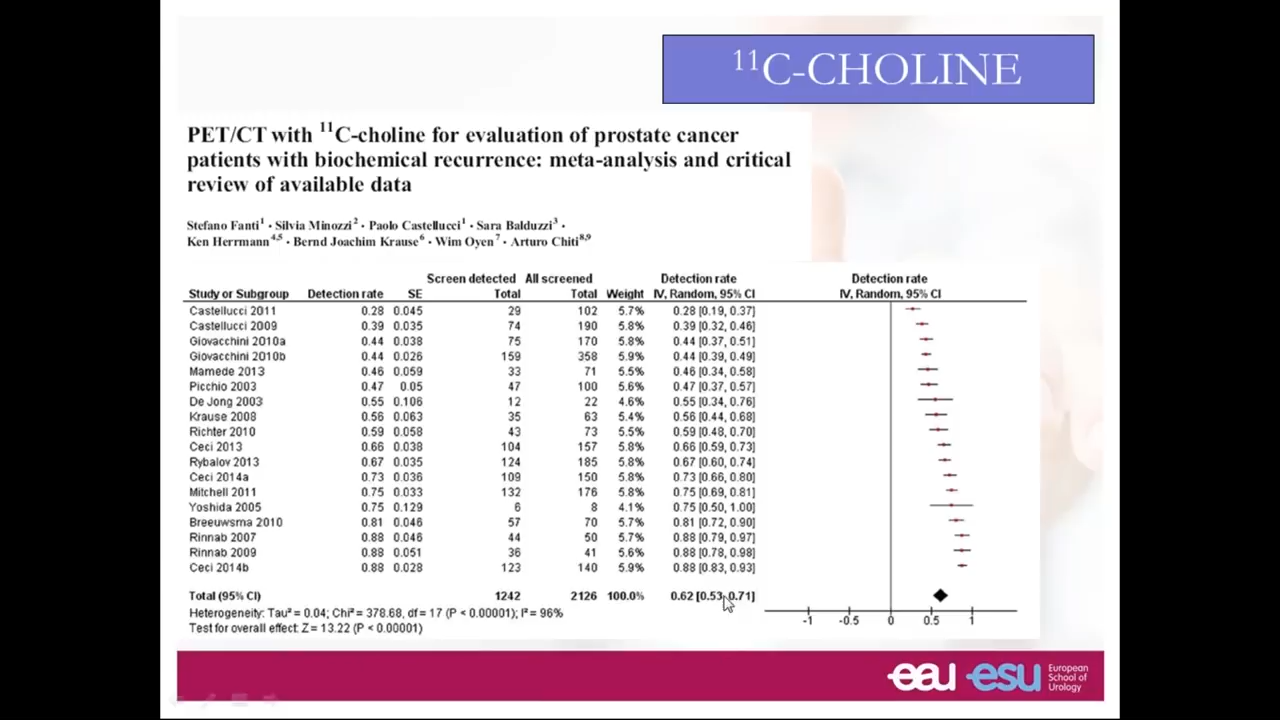 ¹¹C-CHOLINE
PET/CT with ¹¹C-choline for evaluation of prostate cancer
patients with biochemical recurrence: meta-analysis and critical
review of available data
Stefano Fanti¹ · Silvia Minozzi² · Paolo Castellucci¹ · Sara Balduzzi³ ·
Ken Herrmann⁴,⁵ · Bernd Joachim Krause⁶ · Wim Oyen⁷ · Arturo Chiti⁸,⁹
Screen detected All screened Detection rate Detection rate
Study or Subgroup Detection rate SE Total Total Weight IV, Random, 95% CI IV, Random, 95% CI
Castellucci 2011 0.28 0.045 29 102 5.7% 0.28 [0.19, 0.37]
Castellucci 2009 0.39 0.035 74 190 5.8% 0.39 [0.32, 0.46]
Giovacchini 2010a 0.44 0.038 75 170 5.8% 0.44 [0.37, 0.51]
Giovacchini 2010b 0.44 0.026 159 358 5.9% 0.44 [0.39, 0.49]
Mamede 2013 0.46 0.059 33 71 5.5% 0.46 [0.34, 0.58]
Picchio 2003 0.47 0.05 47 100 5.6% 0.47 [0.37, 0.57]
De Jong 2003 0.55 0.106 12 22 4.6% 0.55 [0.34, 0.76]
Krause 2008 0.56 0.063 35 63 5.4% 0.56 [0.44, 0.68]
Richter 2010 0.59 0.058 43 73 5.5% 0.59 [0.48, 0.70]
Ceci 2013 0.66 0.038 104 157 5.8% 0.66 [0.59, 0.73]
Rybalov 2013 0.67 0.035 124 185 5.8% 0.67 [0.60, 0.74]
Ceci 2014a 0.73 0.036 109 150 5.8% 0.73 [0.66, 0.80]
Mitchell 2011 0.75 0.033 132 176 5.8% 0.75 [0.69, 0.81]
Yoshida 2005 0.75 0.129 6 8 4.1% 0.75 [0.50, 1.00]
Breeuwsma 2010 0.81 0.046 57 70 5.7% 0.81 [0.72, 0.90]
Rinnab 2007 0.88 0.046 44 50 5.7% 0.88 [0.79, 0.97]
Rinnab 2009 0.88 0.051 36 41 5.6% 0.88 [0.78, 0.98]
Ceci 2014b 0.88 0.028 123 140 5.9% 0.88 [0.83, 0.93]
Total (95% CI) 1242 2126 100.0% 0.62 [0.53, 0.71]
Heterogeneity: Tau² = 0.04; Chi² = 378.68, df = 17 (P < 0.00001); I² = 96%
Test for overall effect: Z = 13.22 (P < 0.00001)
-1 -0.5 0 0.5 1
eau esu European
School of
Urology